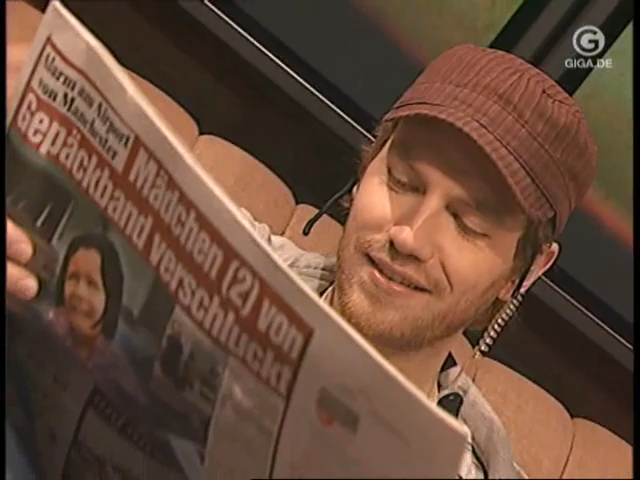 G
GIGA.DE
Alarm am Airport
von Manchester
Mädchen (2) von
Gepäckband verschluckt